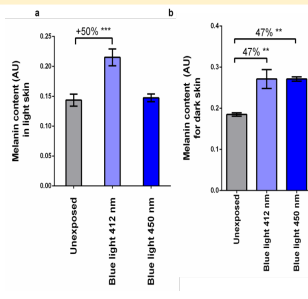 a
+50% ***
Melanin content (AU)
in light skin
0.25
0.20
0.15
0.10
0.05
0.00
Unexposed
Blue light 412 nm
Blue light 450 nm
b
47% **
47% **
Melanin content (AU)
for dark skin
0.4
0.3
0.2
0.1
0.0
Unexposed
Blue light 412 nm
Blue light 450 nm